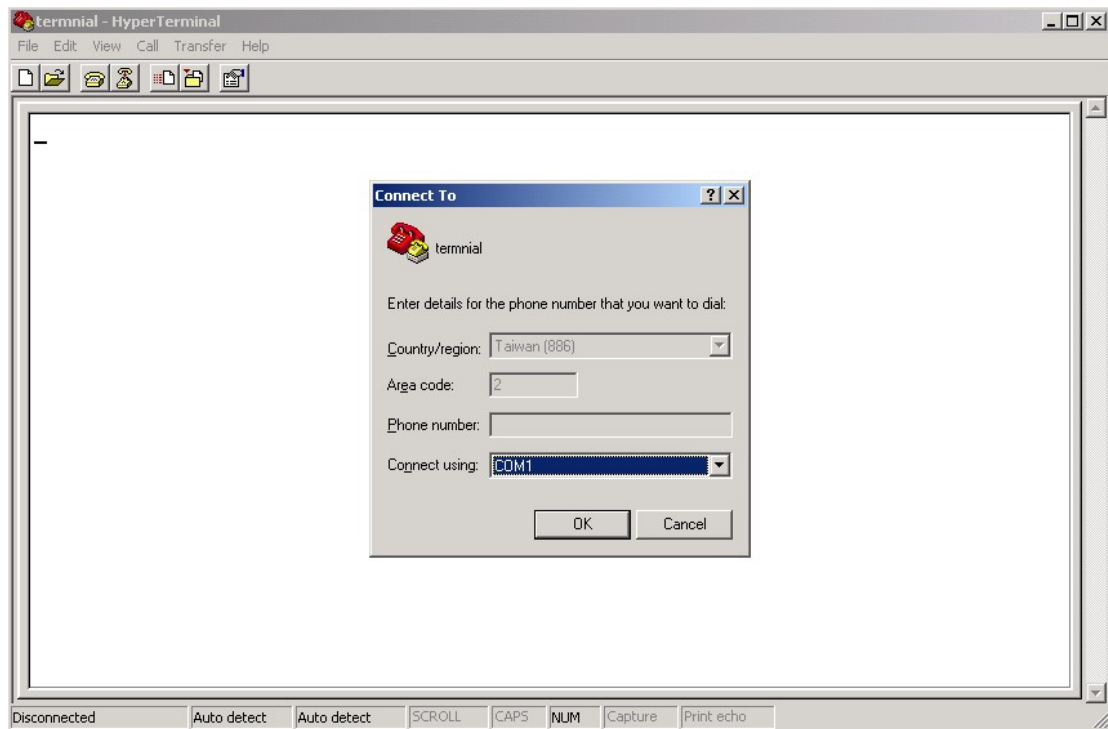 termnial - HyperTerminal
File Edit View Call Transfer Help
Connect To
termnial
Enter details for the phone number that you want to dial:
Country/region: Taiwan (886)
Area code: 2
Phone number:
Connect using: COM1
OK Cancel
Disconnected Auto detect Auto detect SCROLL CAPS NUM Capture Print echo